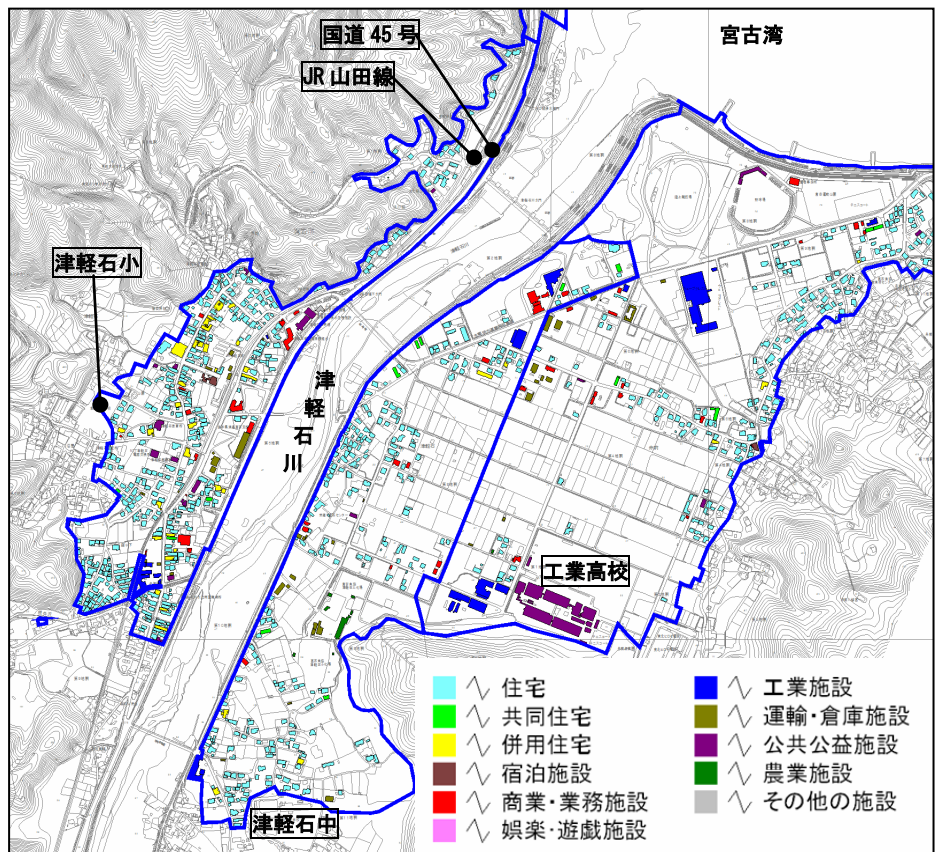 国道 45 号
JR 山田線
宮古湾
津軽石小
津軽石川
工業高校
津軽石中
住宅
共同住宅
併用住宅
宿泊施設
商業・業務施設
娯楽・遊戯施設
工業施設
運輸・倉庫施設
公共公益施設
農業施設
その他の施設